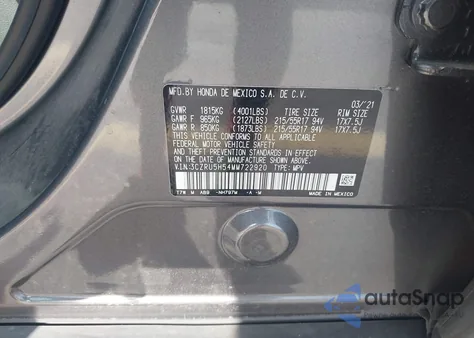 MFD.BY HONDA DE MEXICO S.A. DE C.V.
03/'21
GVWR 1815KG (4001LBS) TIRE SIZE RIM SIZE
GAWR F 965KG (2127LBS) 215/55R17 94V 17X7.5J
GAWR R 850KG (1873LBS) 215/55R17 94V 17X7.5J
THIS VEHICLE CONFORMS TO ALL APPLICABLE
FEDERAL MOTOR VEHICLE SAFETY AND THEFT
PREVENTION STANDARDS IN EFFECT ON THE DATE
OF MANUFACTURE SHOWN ABOVE.
V.I.N:3CZRU5H54MM722920 TYPE: MPV
M AB9 -NH797M -A -M MADE IN MEXICO
autoSnap